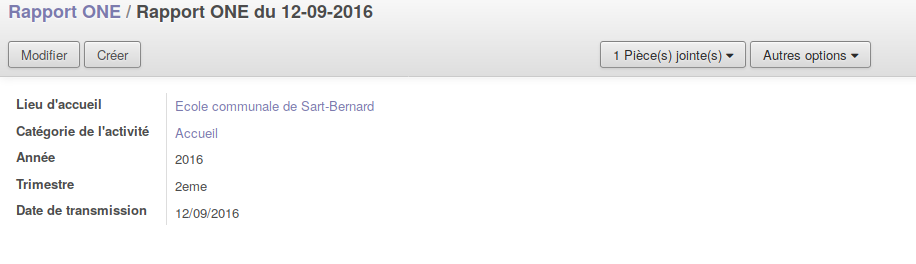 Rapport ONE / Rapport ONE du 12-09-2016
Modifier Créer 1 Pièce(s) jointe(s) Autres options
Lieu d'accueil Ecole communale de Sart-Bernard
Catégorie de l'activité Accueil
Année 2016
Trimestre 2eme
Date de transmission 12/09/2016